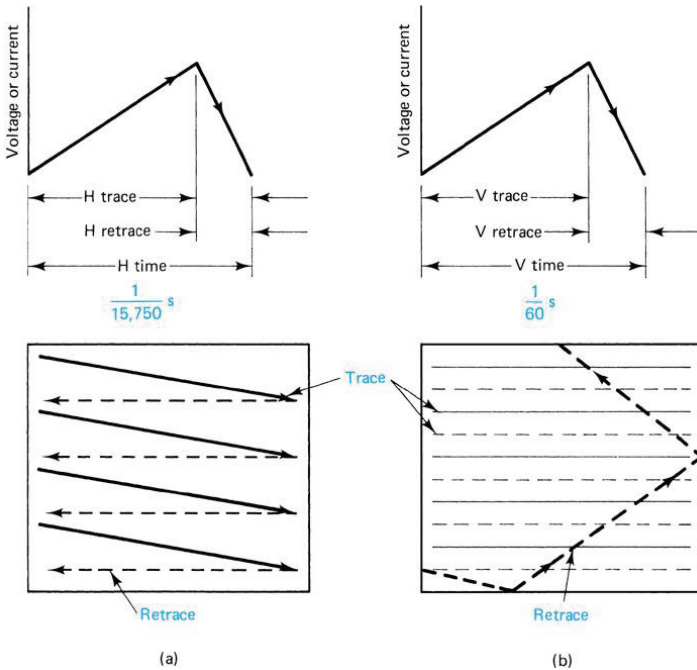 Voltage or current
H trace
H retrace
H time
1
15,750
s
Voltage or current
V trace
V retrace
V time
1
60
s
Trace
Retrace
Retrace
(a)
(b)